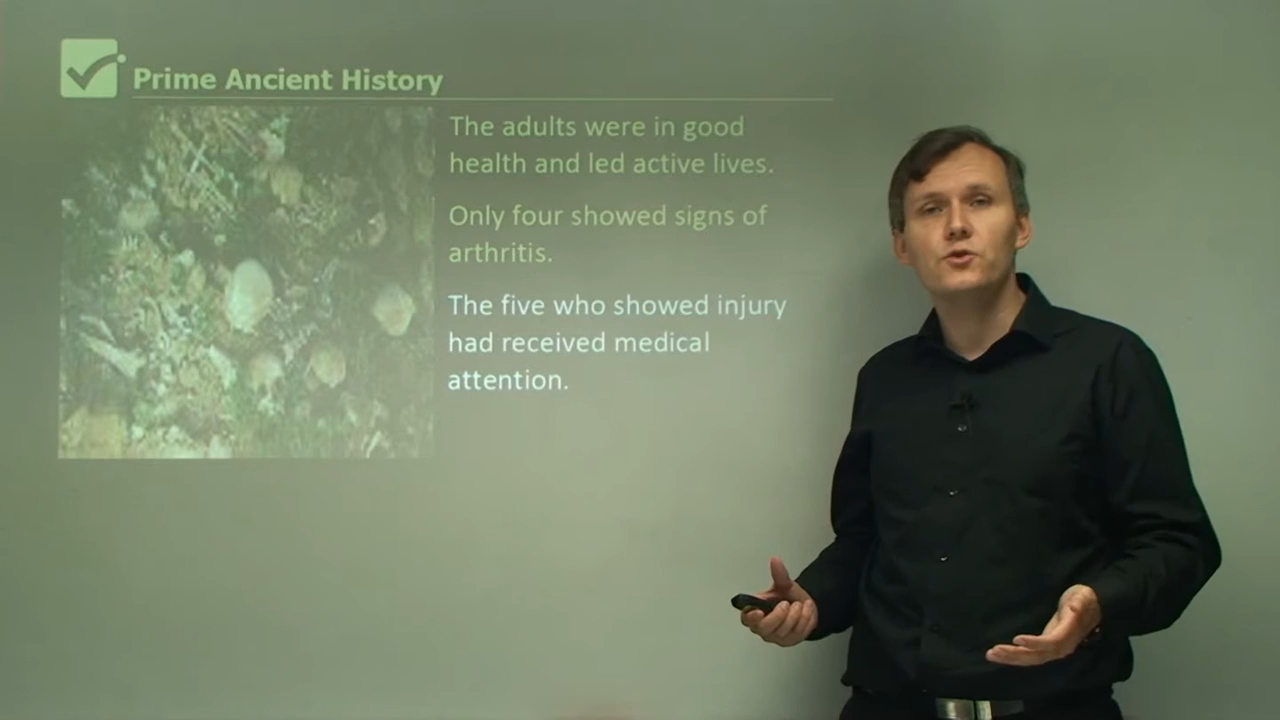 Prime Ancient History
The adults were in good
health and led active lives.
Only four showed signs of
arthritis.
The five who showed injury
had received medical
attention.